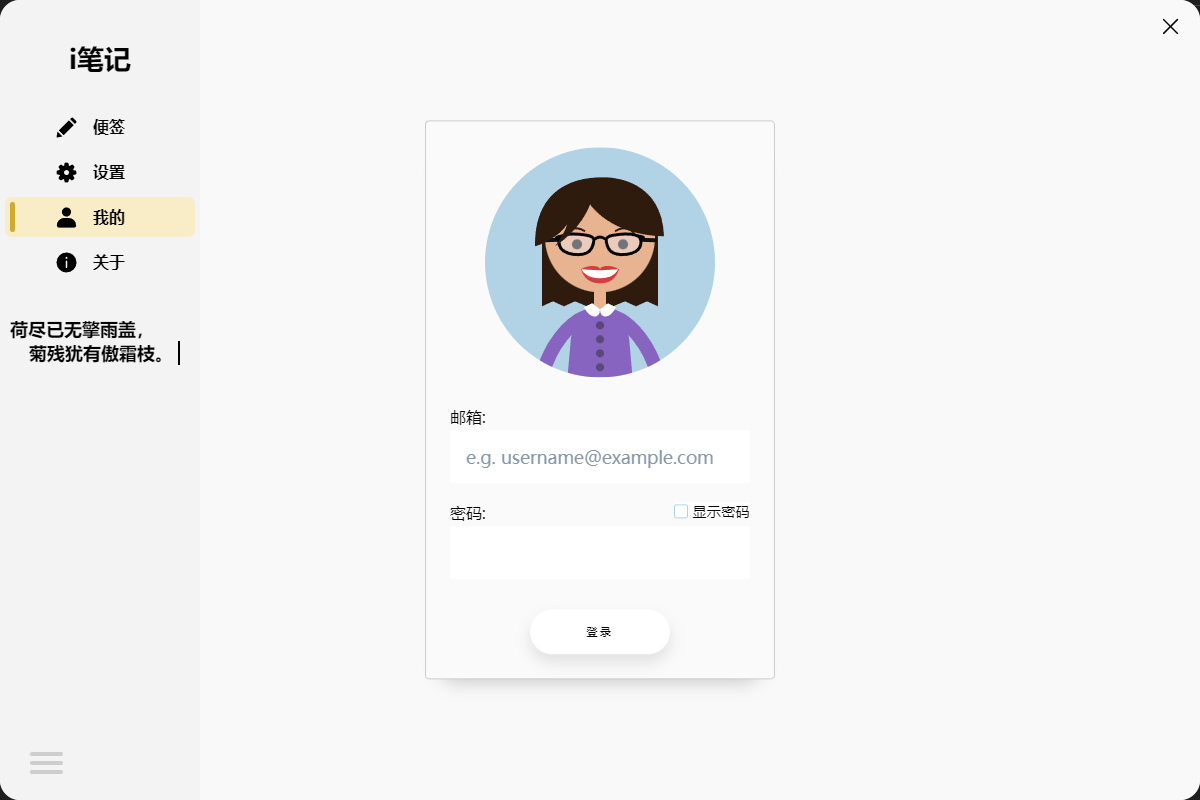 i笔记
便签
设置
我的
关于
荷尽已无擎雨盖，
菊残犹有傲霜枝。
邮箱:
e.g. username@example.com
密码:
显示密码
登录